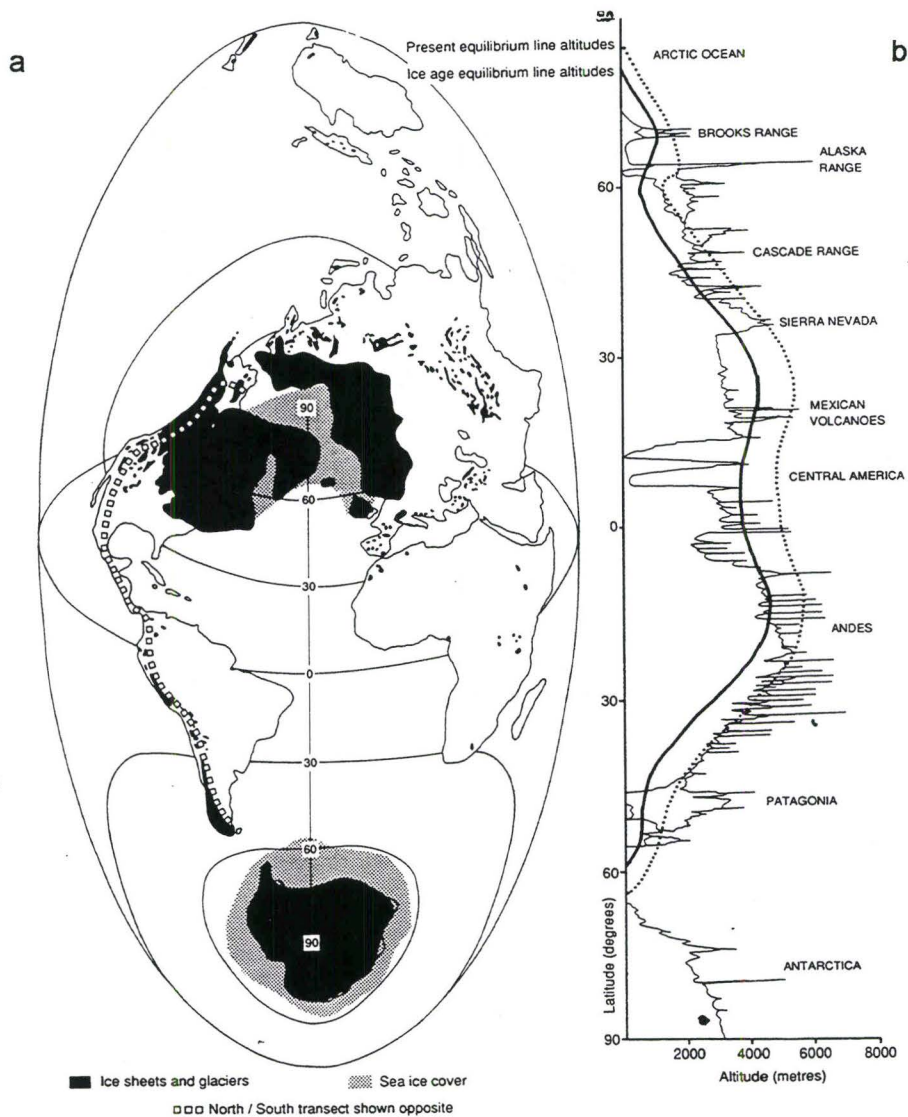 a
90
60
30
0
30
60
90
Ice sheets and glaciers
Sea ice cover
North / South transect shown opposite
b
Present equilibrium line altitudes
Ice age equilibrium line altitudes
ARCTIC OCEAN
BROOKS RANGE
ALASKA
RANGE
60
CASCADE RANGE
SIERRA NEVADA
30
MEXICAN
VOLCANOES
CENTRAL AMERICA
0
ANDES
30
PATAGONIA
60
ANTARCTICA
Latitude (degrees)
90
2000
4000
6000
8000
Altitude (metres)